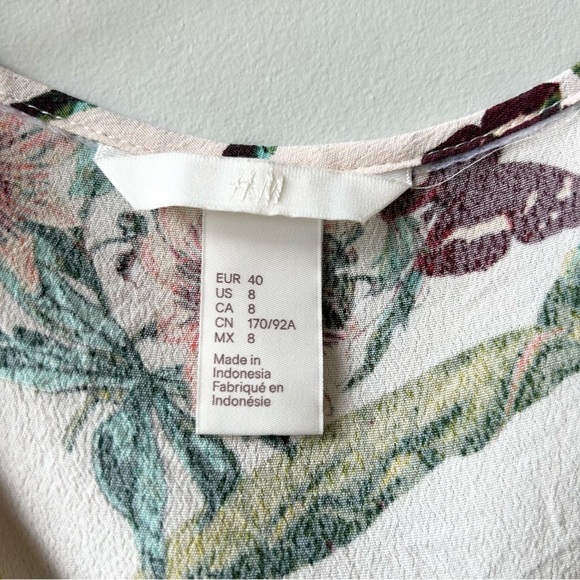 H&M
EUR 40
US 8
CA 8
CN 170/92A
MX 8
Made in
Indonesia
Fabriqué en
Indonésie